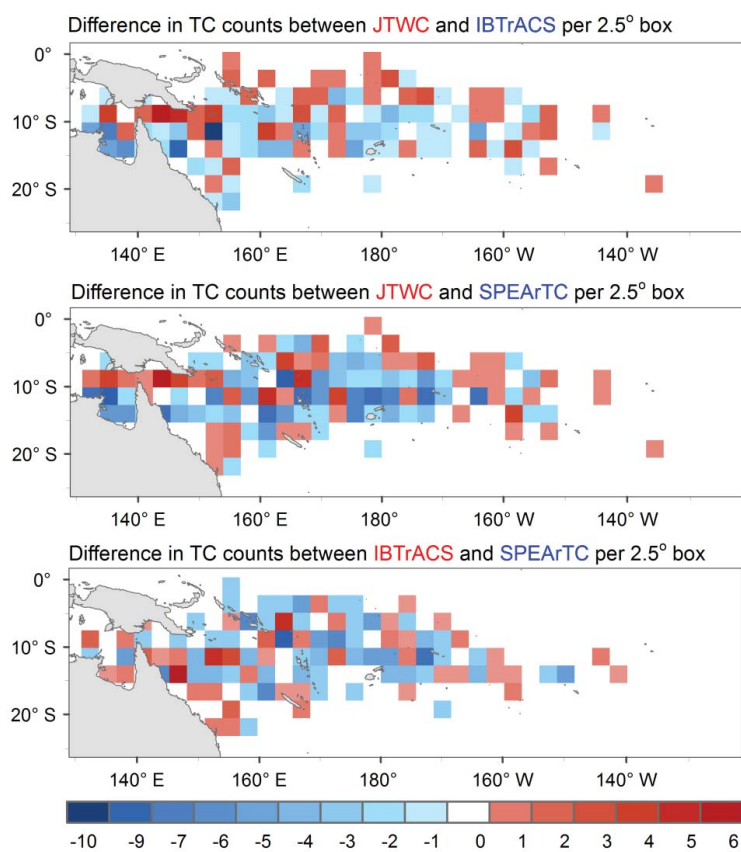 Difference in TC counts between JTWC and IBTrACS per 2.5° box
0°
10° S
20° S
140° E 160° E 180° 160° W 140° W
Difference in TC counts between JTWC and SPEArTC per 2.5° box
0°
10° S
20° S
140° E 160° E 180° 160° W 140° W
Difference in TC counts between IBTrACS and SPEArTC per 2.5° box
0°
10° S
20° S
140° E 160° E 180° 160° W 140° W
-10 -9 -7 -6 -5 -4 -3 -2 -1 0 1 2 3 4 5 6